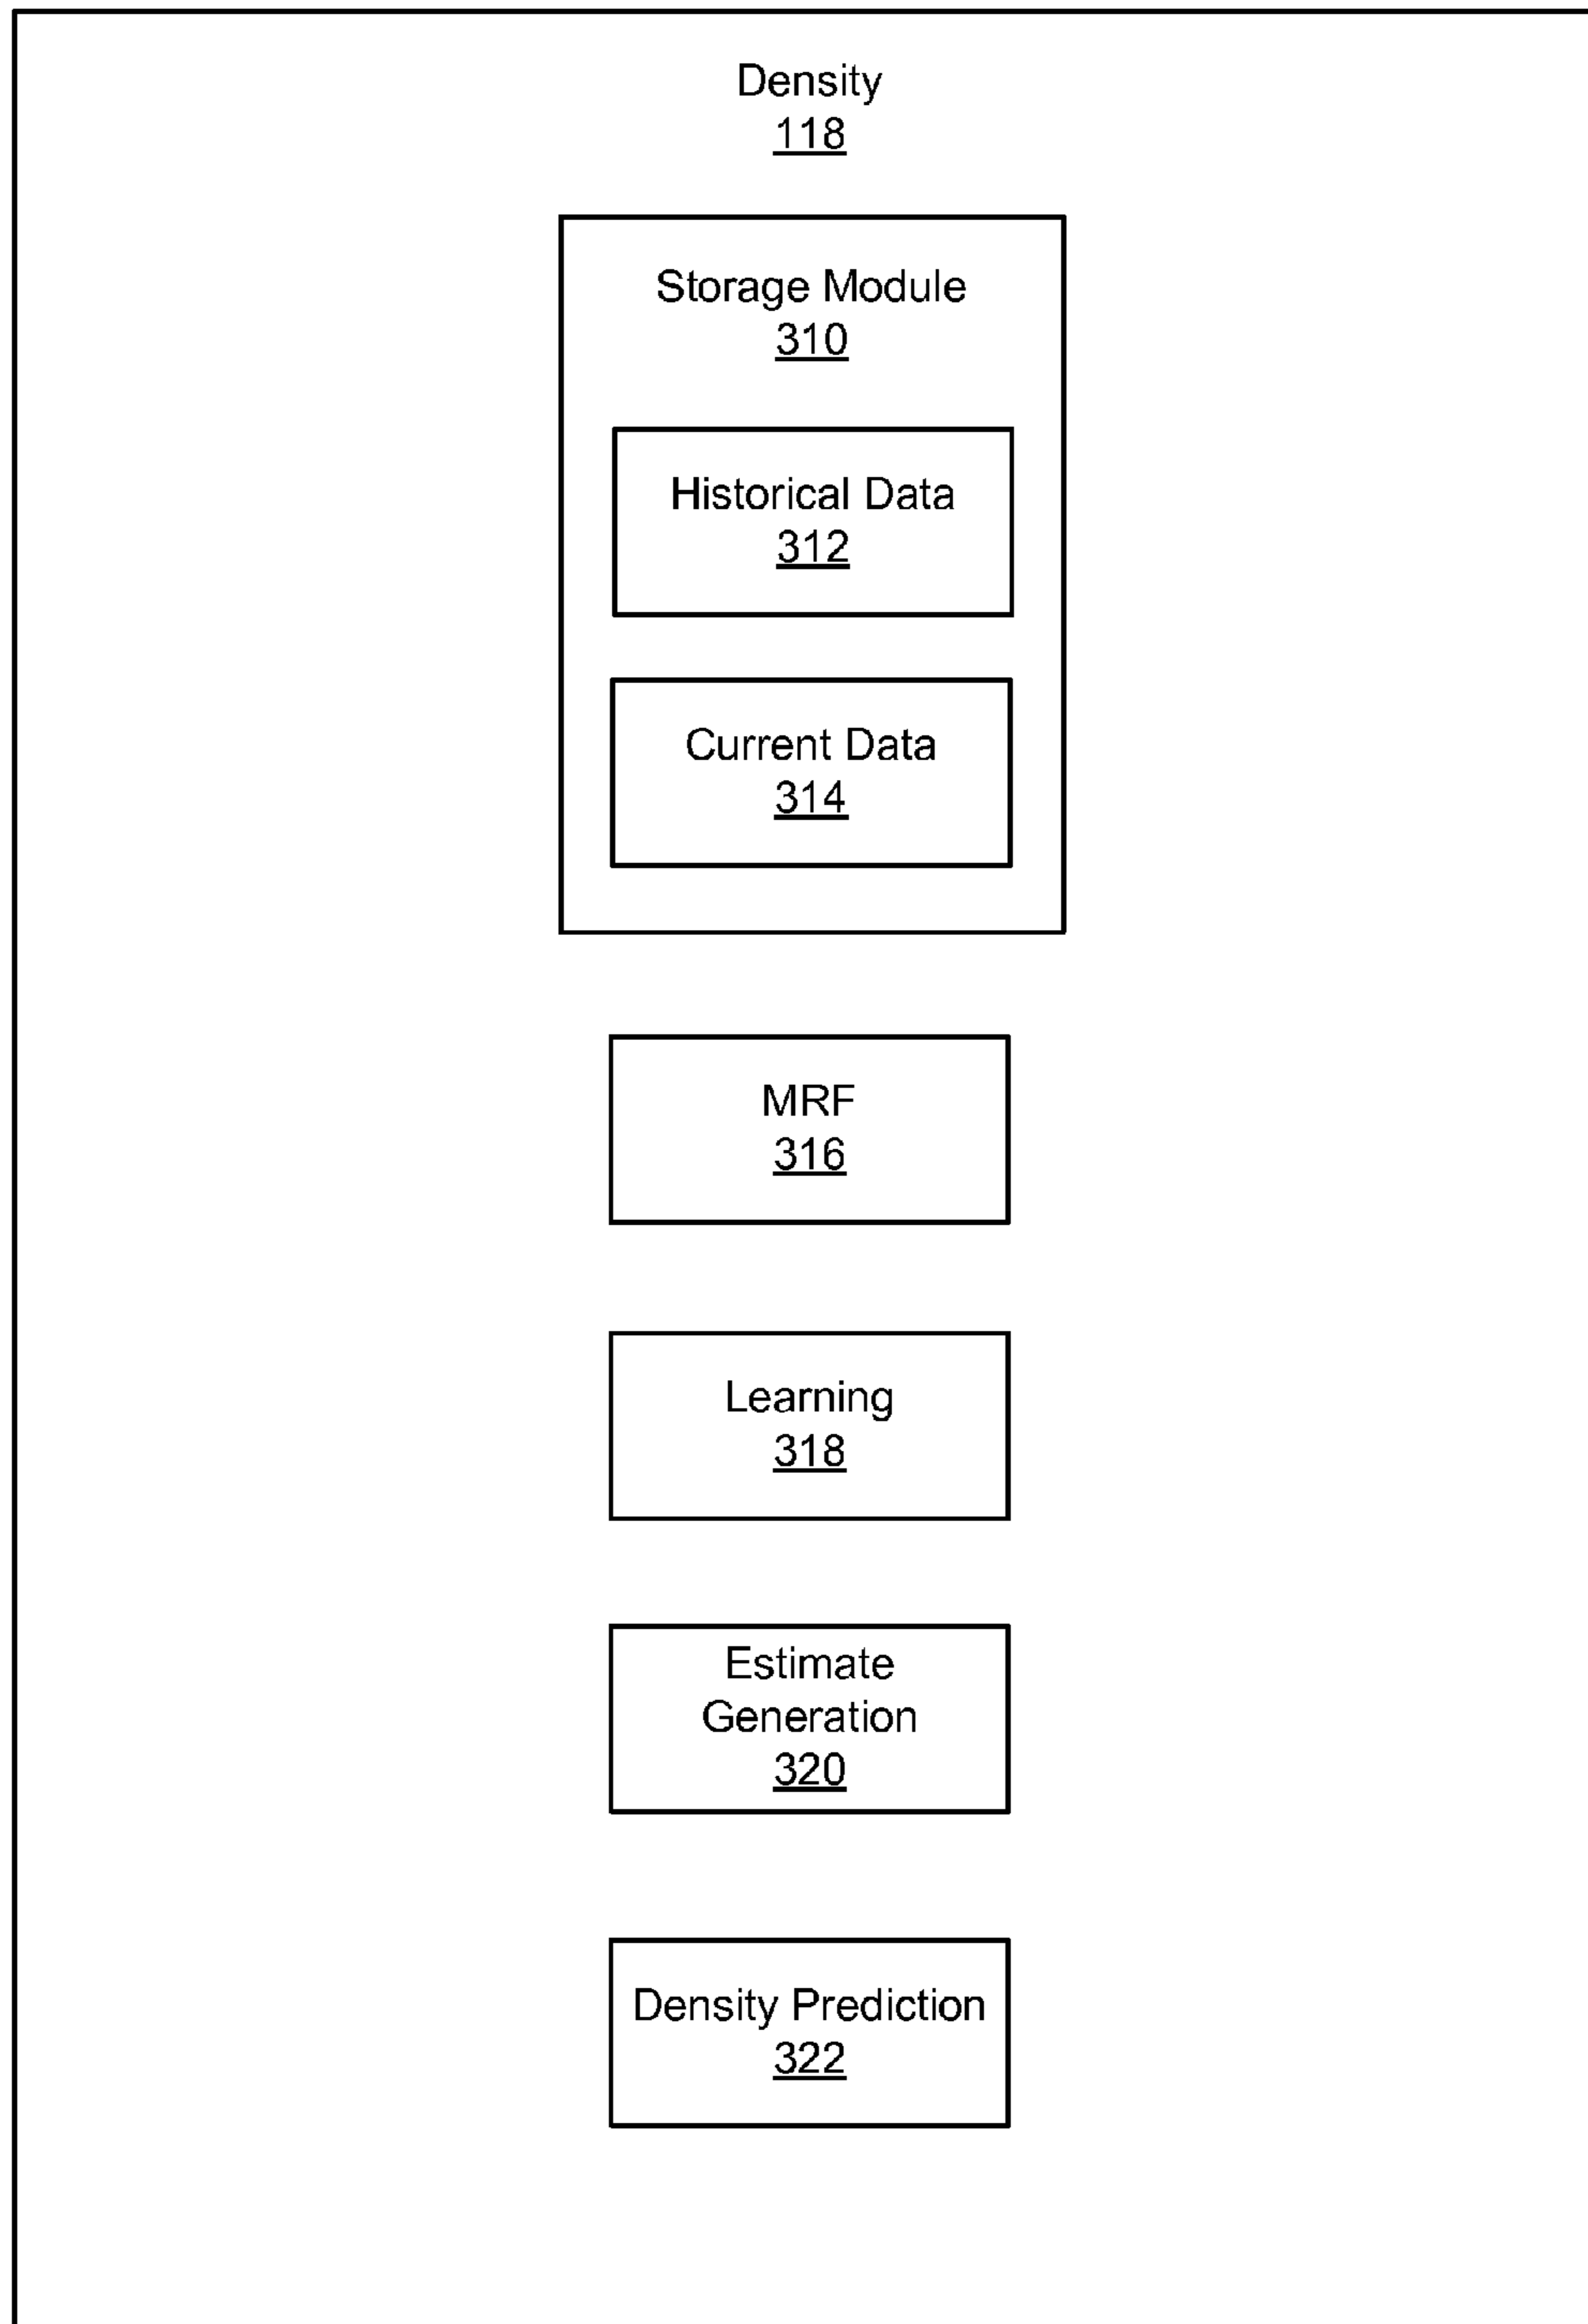 Density
118
Storage Module
310
Historical Data
312
Current Data
314
MRF
316
Learning
318
Estimate
Generation
320
Density Prediction
322